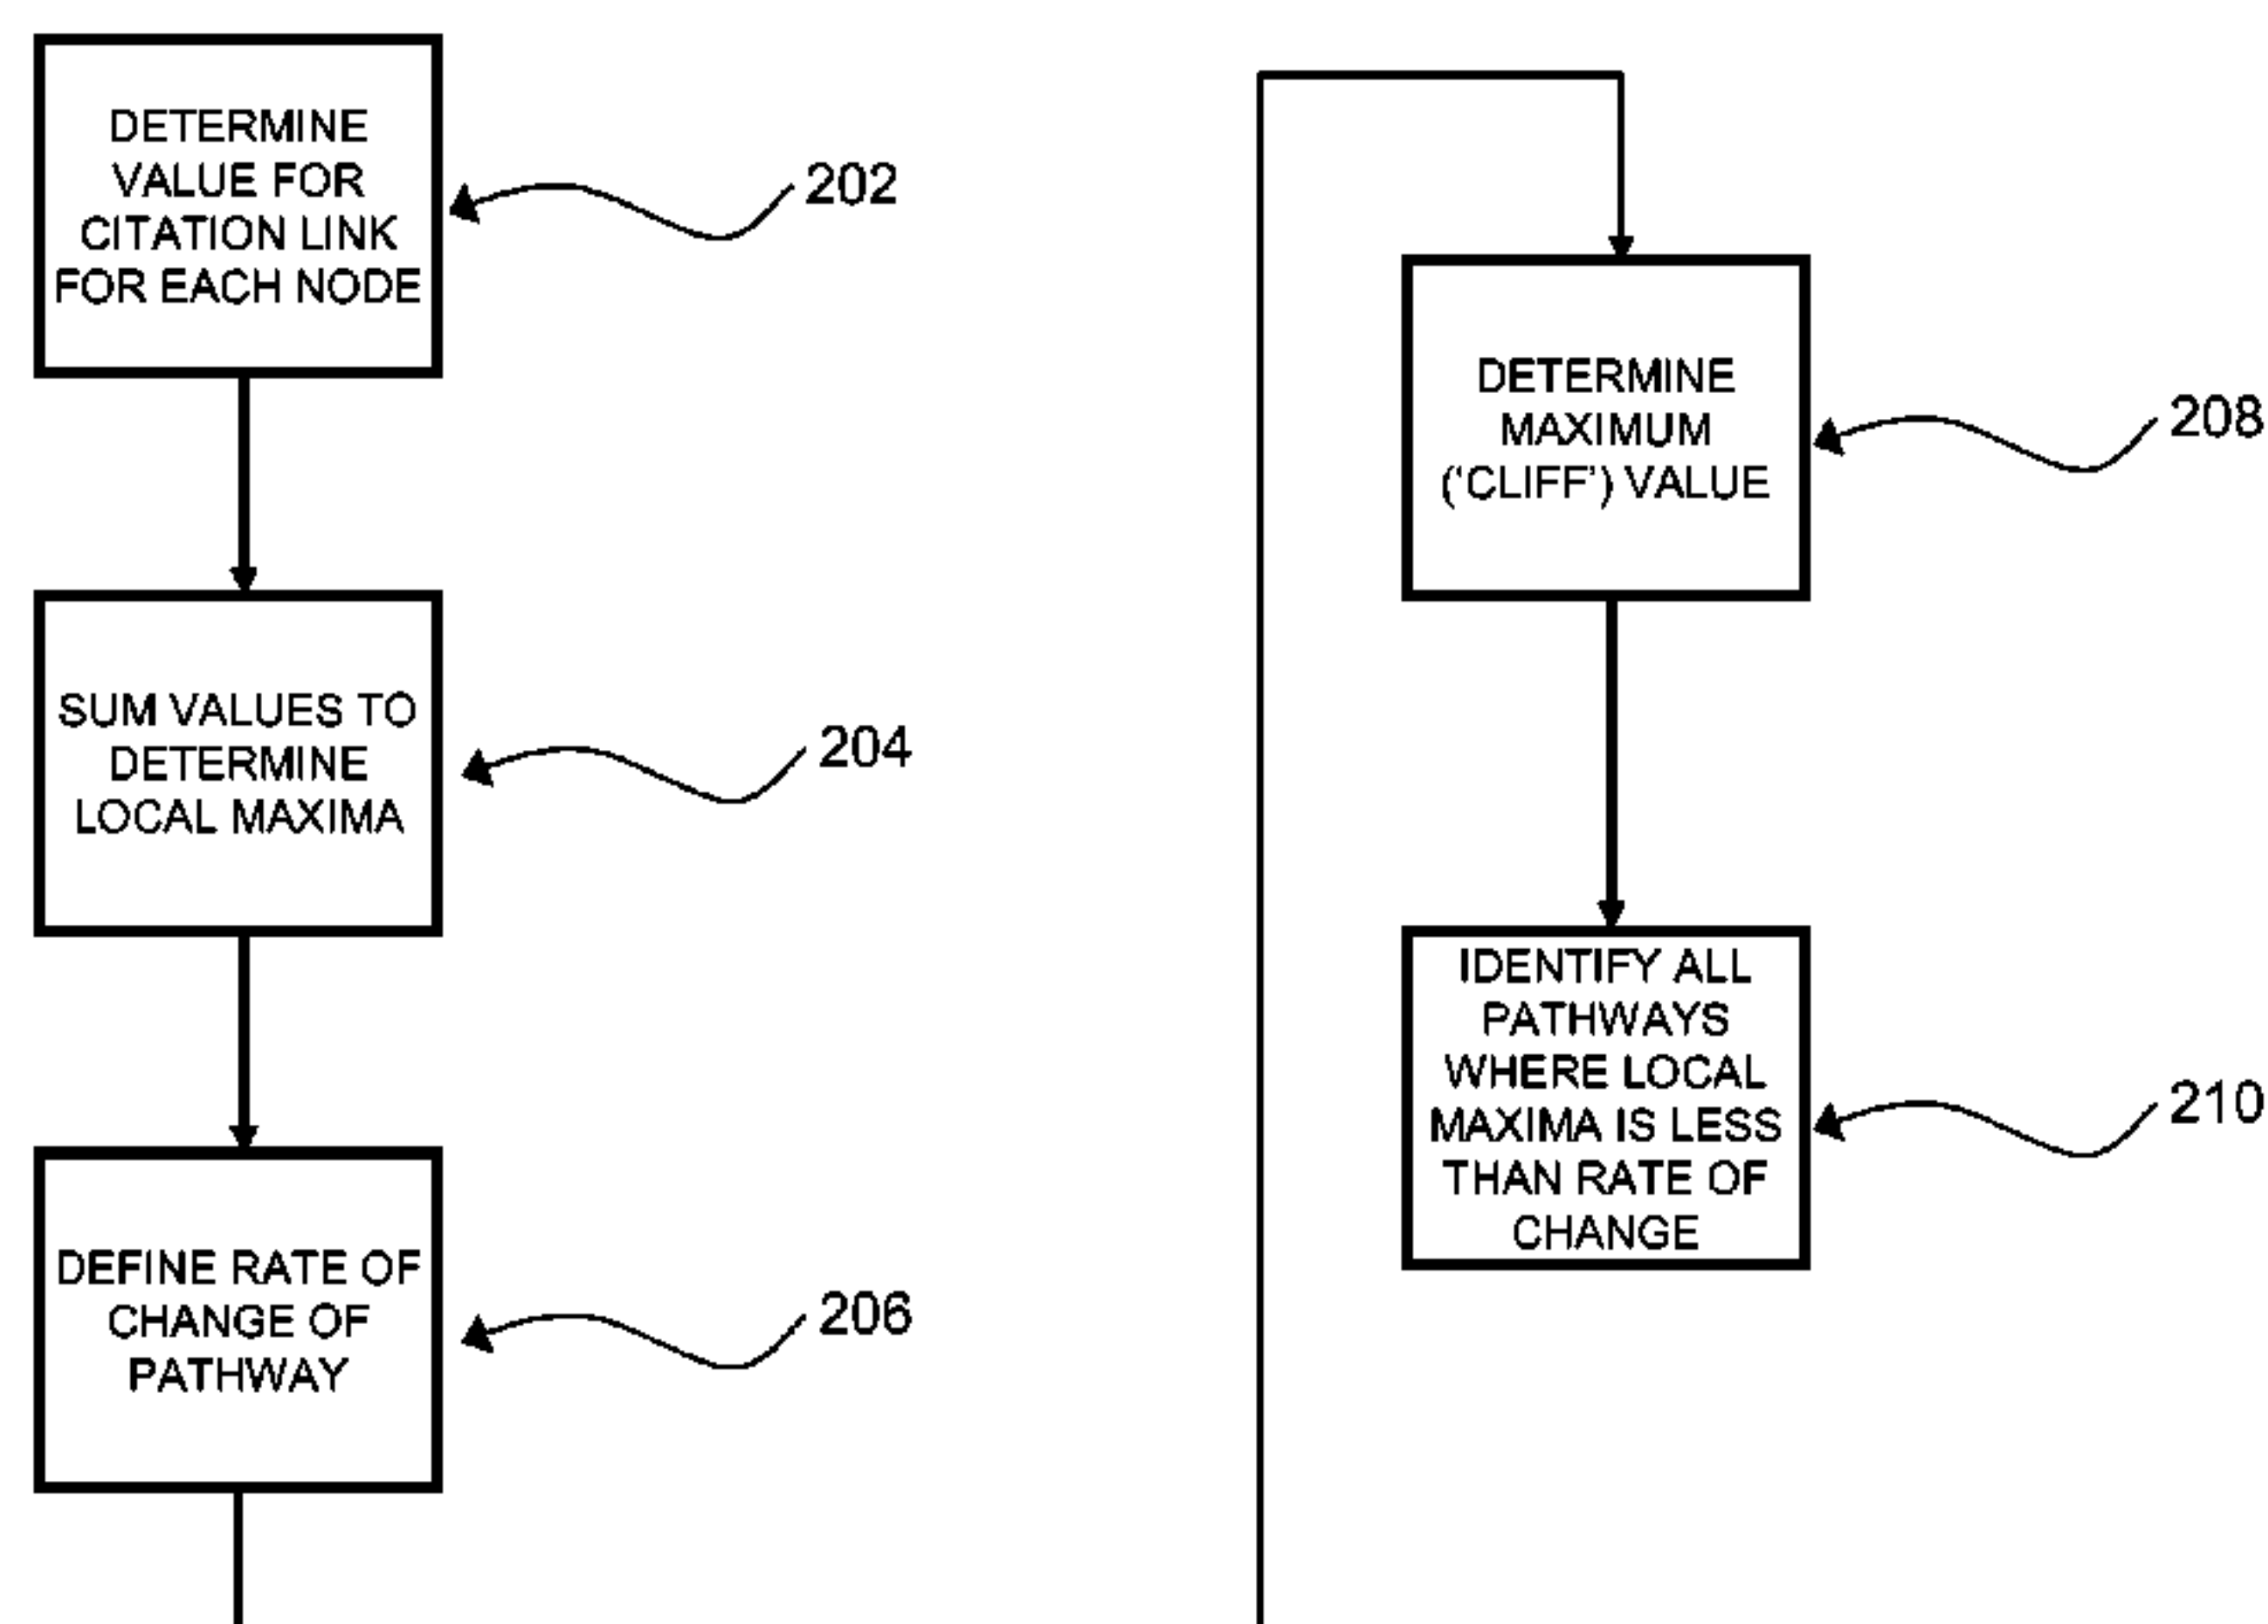 DETERMINE
VALUE FOR
CITATION LINK
FOR EACH NODE
202
SUM VALUES TO
DETERMINE
LOCAL MAXIMA
204
DEFINE RATE OF
CHANGE OF
PATHWAY
206
DETERMINE
MAXIMUM
(‘CLIFF’) VALUE
208
IDENTIFY ALL
PATHWAYS
WHERE LOCAL
MAXIMA IS LESS
THAN RATE OF
CHANGE
210